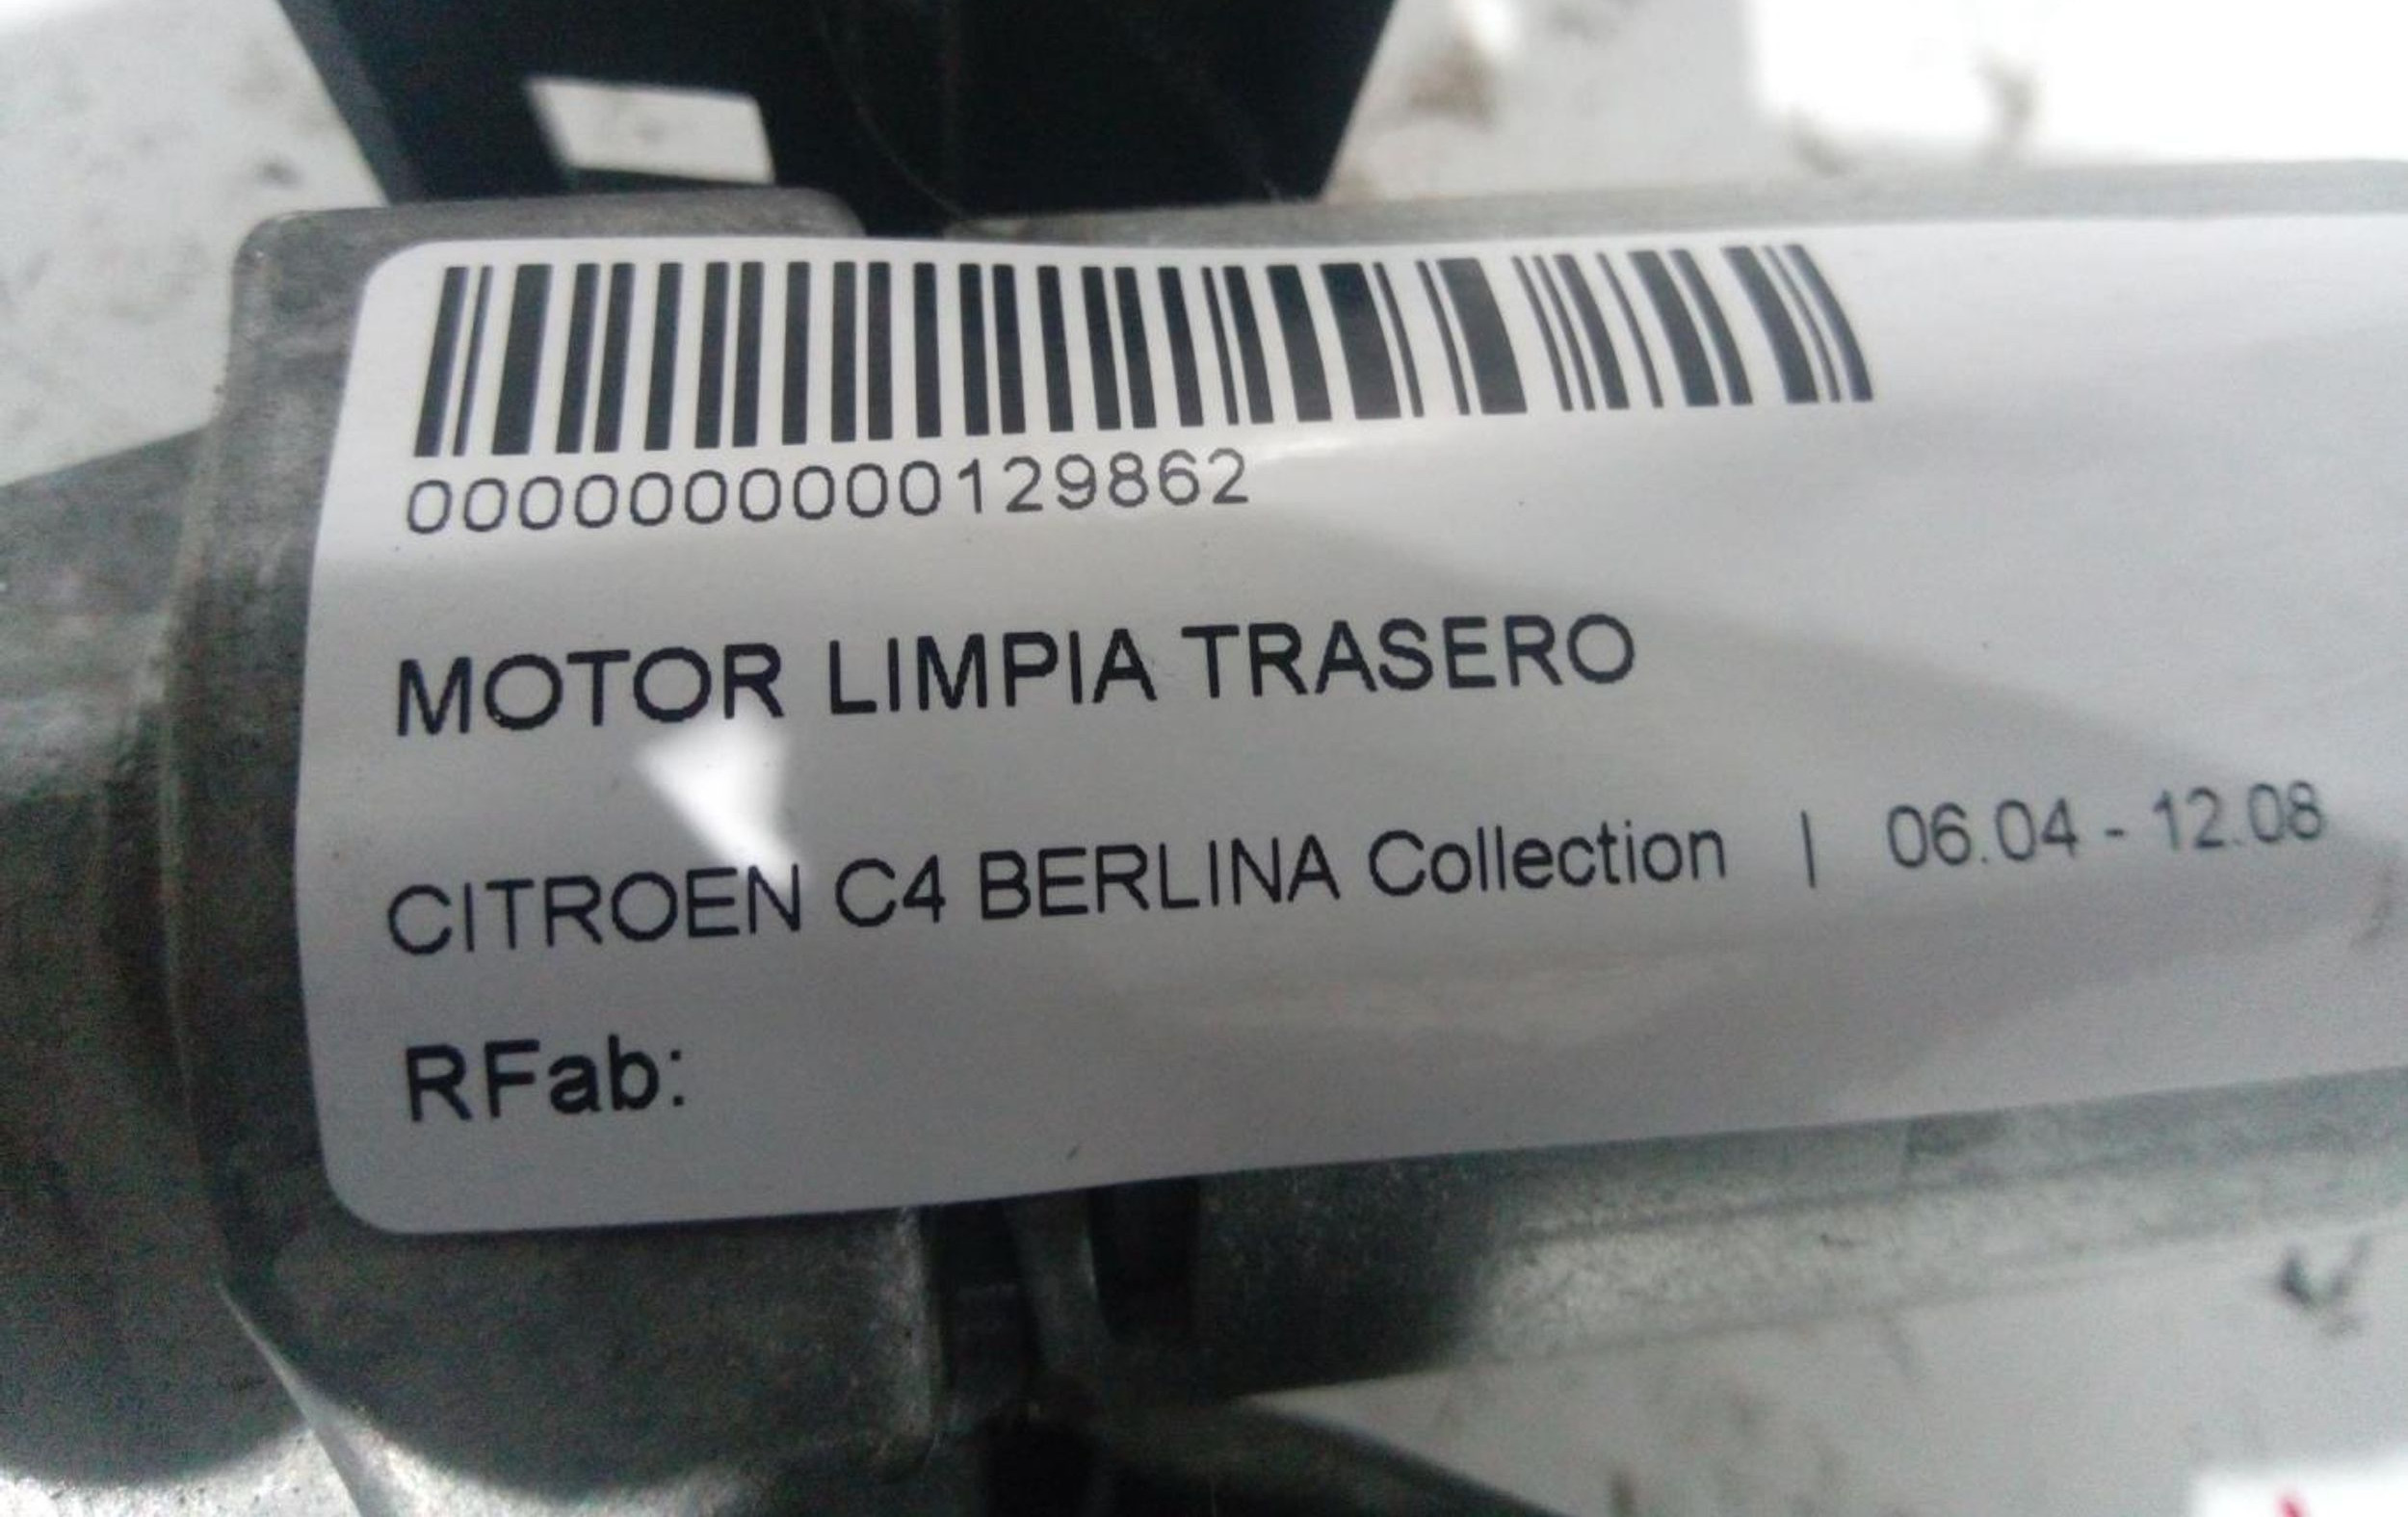 0000000000129862
MOTOR LIMPIA TRASERO
CITROEN C4 BERLINA Collection | 06.04 - 12.08
RFab: